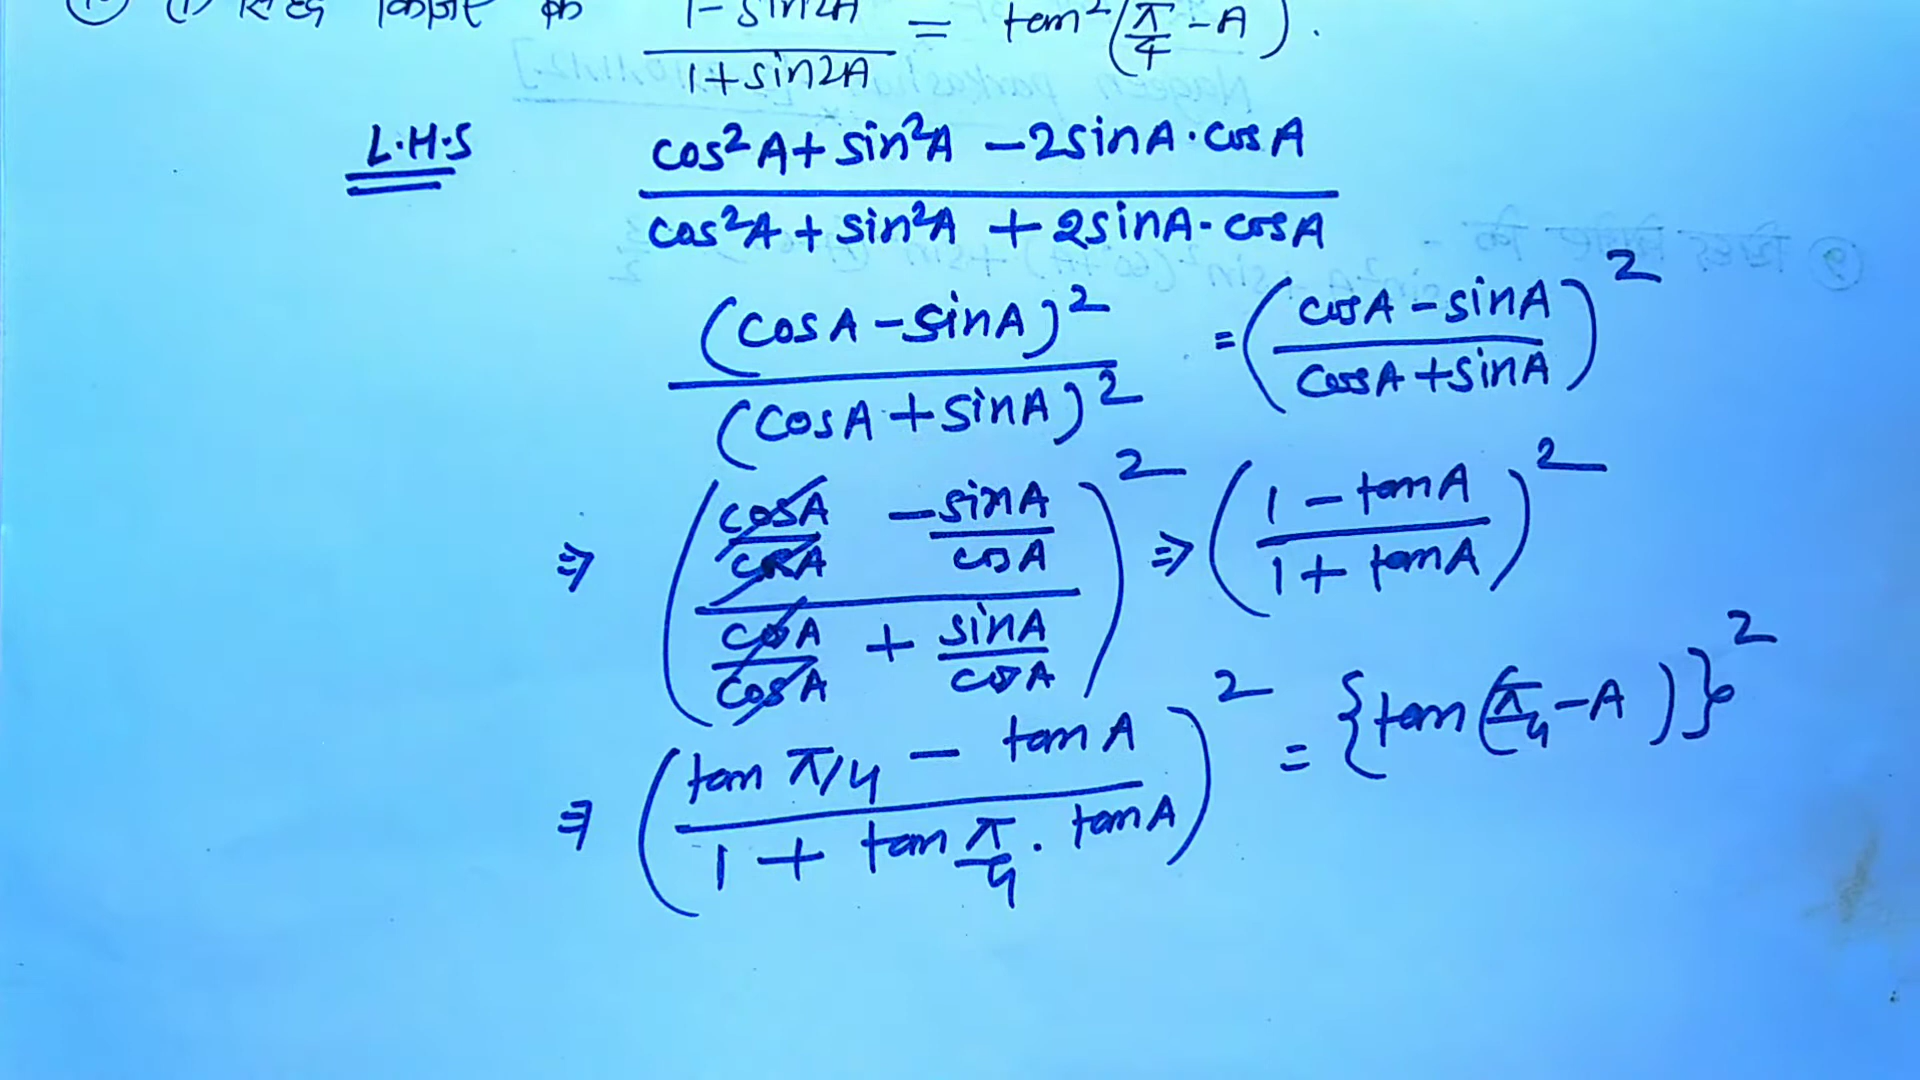 (i) सिद्ध कीजिए कि (1 - sin2A)/(1 + sin2A) = tan²(π/4 - A).
L.H.S (cos²A + sin²A - 2sinA·cosA)/(cos²A + sin²A + 2sinA·cosA)
(cosA - sinA)²/(cosA + sinA)² = ((cosA - sinA)/(cosA + sinA))²
⇒ ((cosA/cosA - sinA/cosA)/(cosA/cosA + sinA/cosA))² ⇒ ((1 - tanA)/(1 + tanA))²
⇒ ((tan π/4 - tanA)/(1 + tan π/4 · tanA))² = {tan(π/4 - A)}²